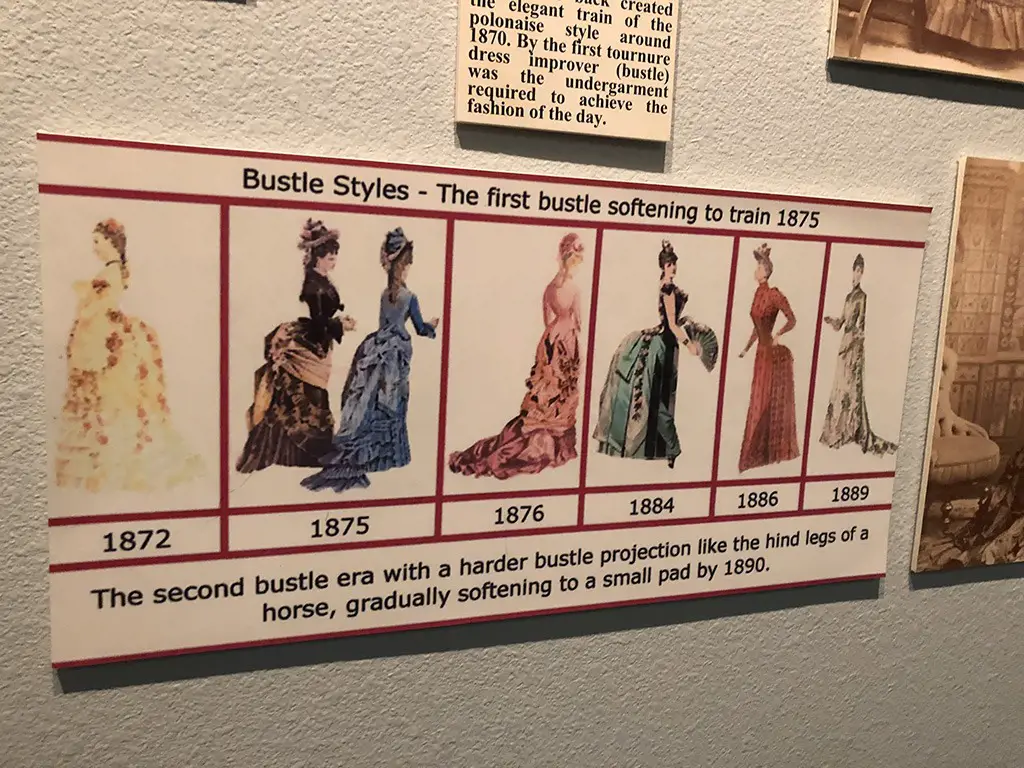 back created
the elegant train of the
polonaise style around
1870. By the first tournure
dress improver (bustle)
was the undergarment
required to achieve the
fashion of the day.
Bustle Styles - The first bustle softening to train 1875
1872 1875 1876 1884 1886 1889
The second bustle era with a harder bustle projection like the hind legs of a
horse, gradually softening to a small pad by 1890.